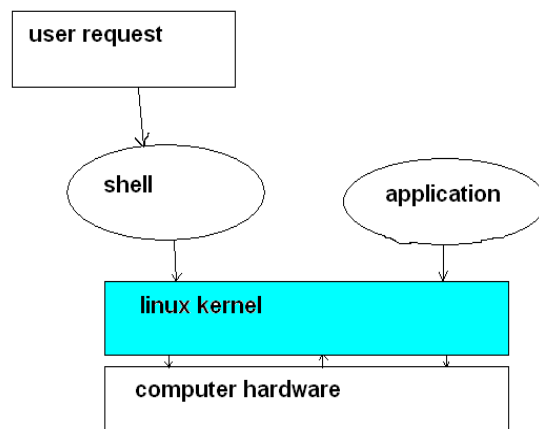 user request
shell
application
linux kernel
computer hardware